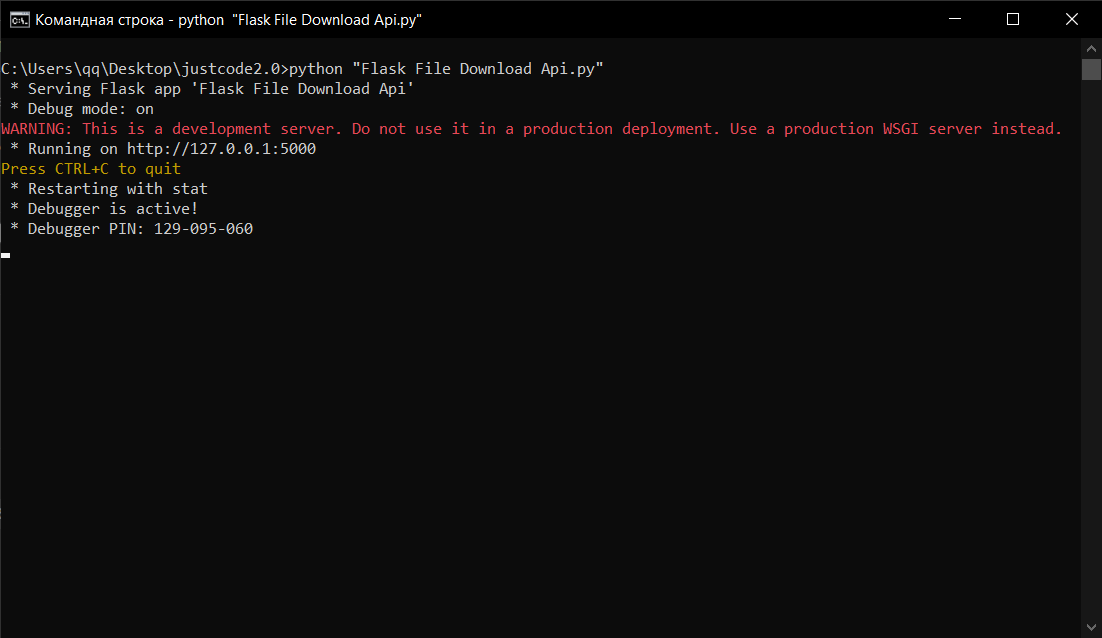 Командная строка - python "Flask File Download Api.py"
C:\Users\qq\Desktop\justcode2.0>python "Flask File Download Api.py"
 * Serving Flask app 'Flask File Download Api'
 * Debug mode: on
WARNING: This is a development server. Do not use it in a production deployment. Use a production WSGI server instead.
 * Running on http://127.0.0.1:5000
Press CTRL+C to quit
 * Restarting with stat
 * Debugger is active!
 * Debugger PIN: 129-095-060